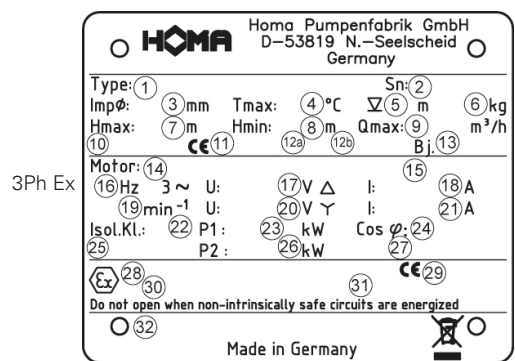 HOMA
Homa Pumpenfabrik GmbH
D-53819 N.-Seelscheid
Germany
Type: 1 Sn: 2
Impø: 3 mm Tmax: 4 °C 5 m 6 kg
Hmax: 7 m Hmin: 8 m Qmax: 9 m³/h
10 CE 11 12a 12b Bj. 13
Motor: 14 15
3Ph Ex
16 Hz 3 ~ U: 17 V △ I: 18 A
19 min⁻¹ U: 20 V Y I: 21 A
Isol.Kl.: 22 P1 : 23 kW Cos φ: 24
25 P2 : 26 kW 27
Ex 28 CE 29
30 31
Do not open when non-intrinsically safe circuits are energized
32
Made in Germany